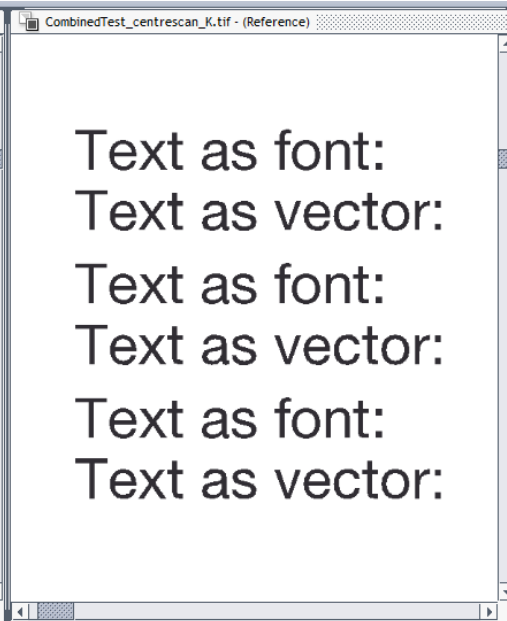 CombinedTest_centrescan_K.tif - (Reference)
Text as font:
Text as vector:
Text as font:
Text as vector:
Text as font:
Text as vector: